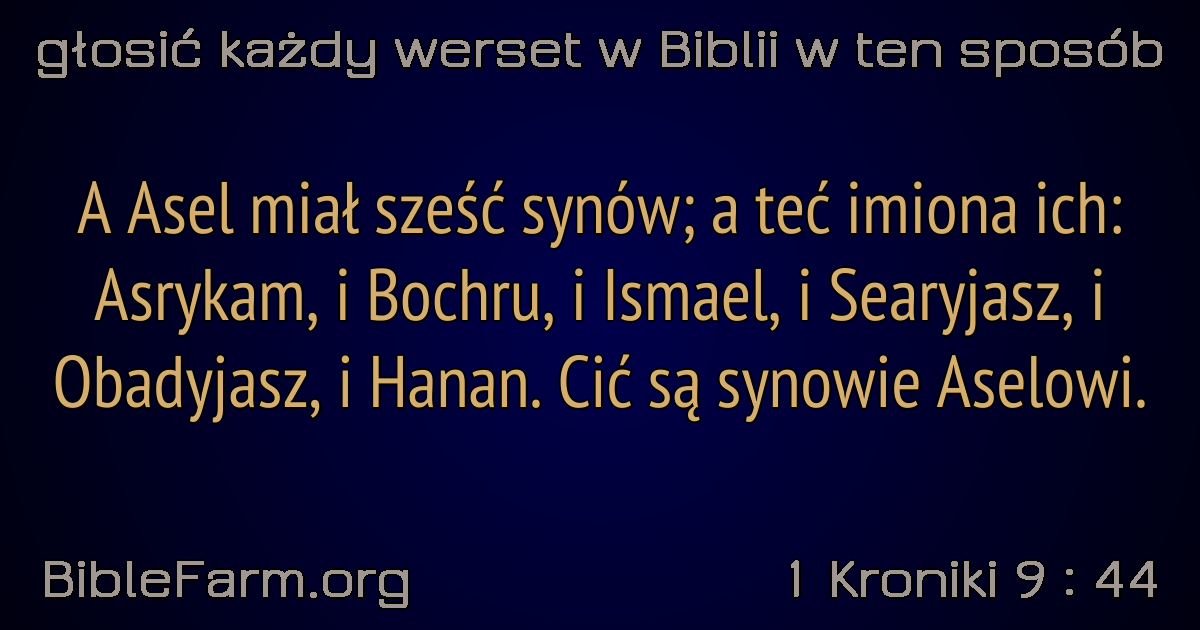 głosić każdy werset w Biblii w ten sposób
A Asel miał sześć synów; a teć imiona ich:
Asrykam, i Bochru, i Ismael, i Searyjasz, i
Obadyjasz, i Hanan. Cić są synowie Aselowi.
BibleFarm.org
1 Kroniki 9 : 44